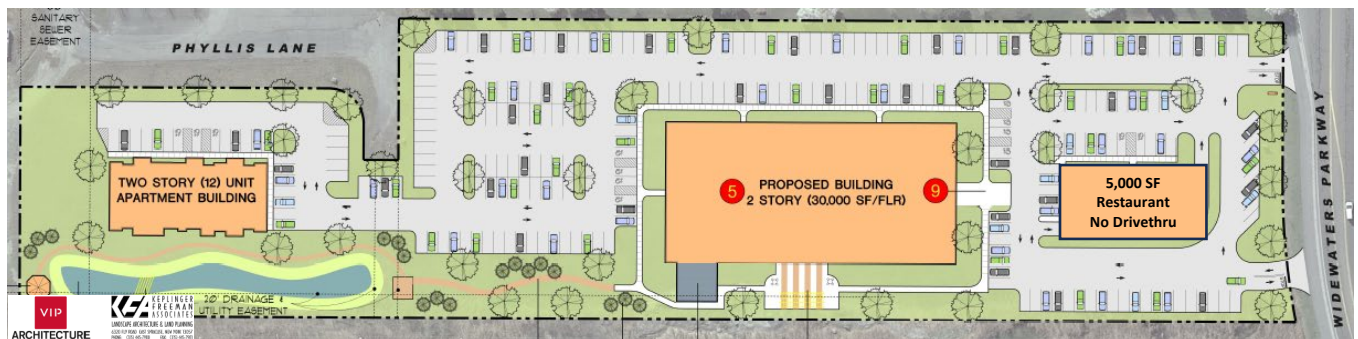 SANITARY
SEWER
EASEMENT
PHYLLIS LANE
TWO STORY (12) UNIT
APARTMENT BUILDING
5
PROPOSED BUILDING
2 STORY (30,000 SF/FLR)
9
5,000 SF
Restaurant
No Drivethru
WIDEWATERS PARKWAY
20' DRAINAGE &
UTILITY EASEMENT
VIP
ARCHITECTURE
KFA
KEPLINGER
FREEMAN
ASSOCIATES
LANDSCAPE ARCHITECTURE & LAND PLANNING